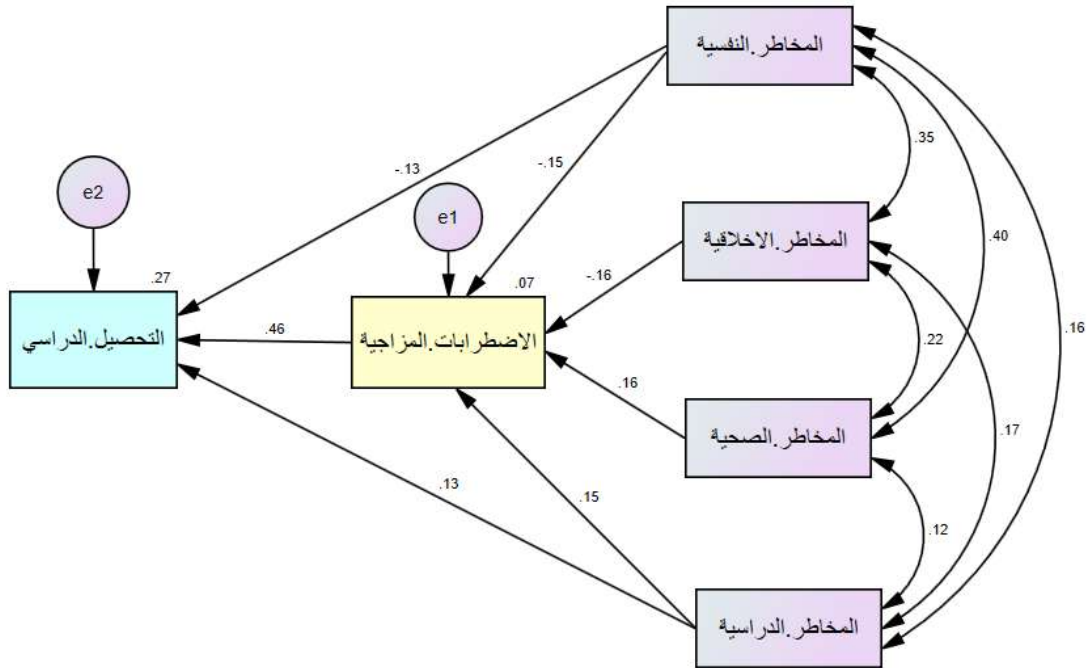 المخاطر.النفسية
.35
-.13
-.15
e2
e1
المخاطر.الاخلاقية
.40
-.16
.27
.07
التحصيل.الدراسي
.46
الاضطرابات.المزاجية
.22
.16
.16
المخاطر.الصحية
.17
.13
.15
.12
المخاطر.الدراسية